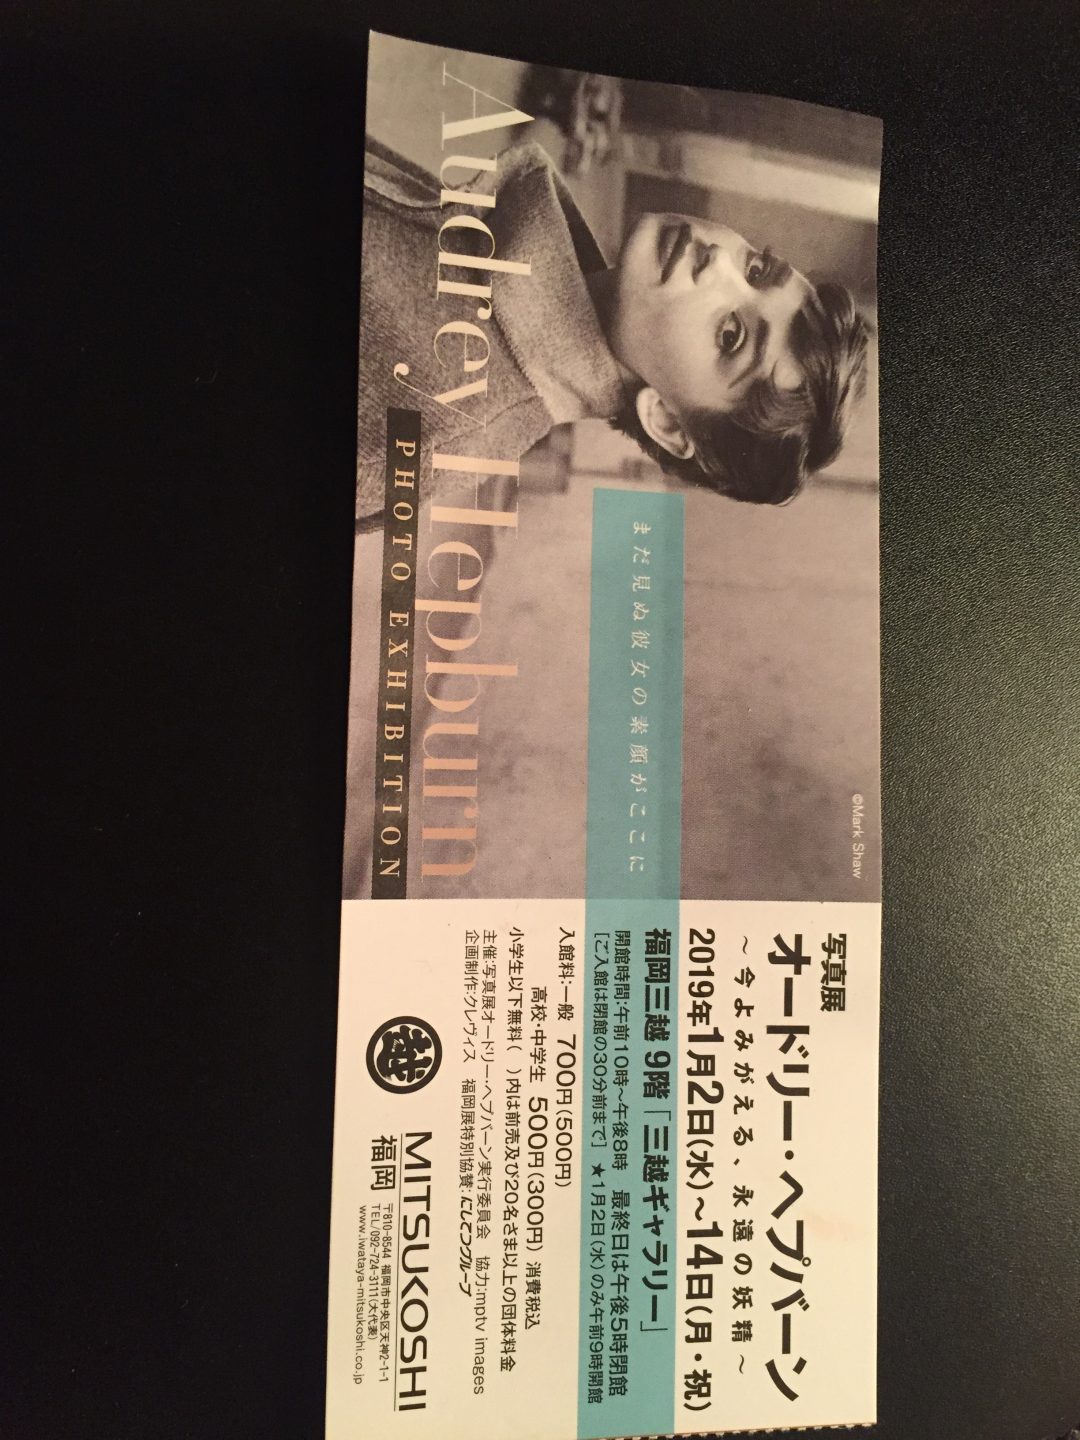 Audrey Hepburn
PHOTO EXHIBITION
まだ見ぬ彼女の素顔がここに
©Mark Shaw
写真展
オードリー・ヘプバーン
～今よみがえる、永遠の妖精～
2019年1月2日(水)～14日(月・祝)
福岡三越 9階「三越ギャラリー」
開館時間:午前10時～午後8時 最終日は午後5時閉館
[ご入館は閉館の30分前まで] ★1月2日(水)のみ午前9時開館
入館料:一般 700円(500円)
高校・中学生 500円(300円) 消費税込
小学生以下無料( )内は前売及び20名さま以上の団体料金
主催:写真展オードリー・ヘプバーン実行委員会 協力:mptv images
企画制作:クレヴィス 福岡展特別協賛:にしてつグループ
越
MITSUKOSHI
福岡
〒810-8544 福岡市中央区天神2-1-1
TEL/092-724-3111(大代表)
www.iwataya-mitsukoshi.co.jp